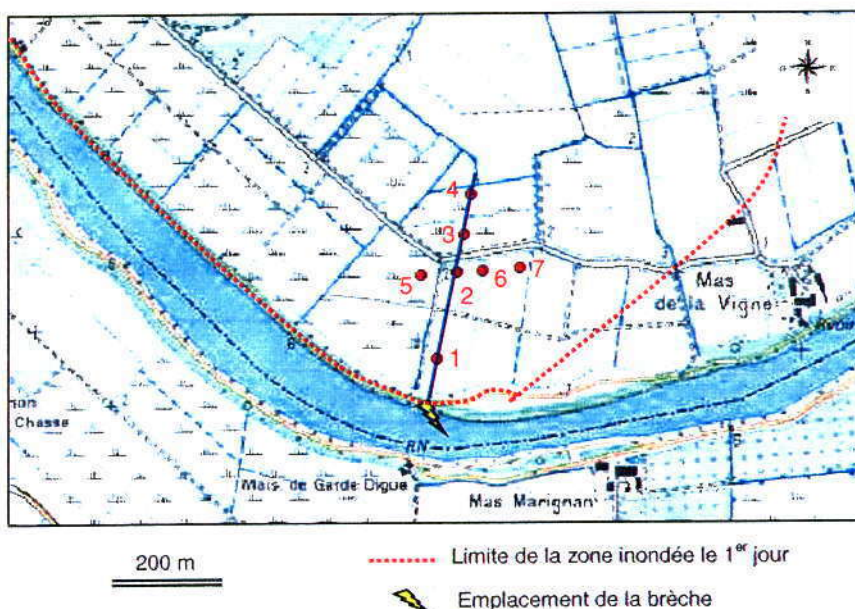 4
3
5
2
6
7
1
Mas
de la Vigne
RN
Chasse
Mais de Garde Digue
Mas Marignan
200 m
Limite de la zone inondée le 1er jour
Emplacement de la brèche